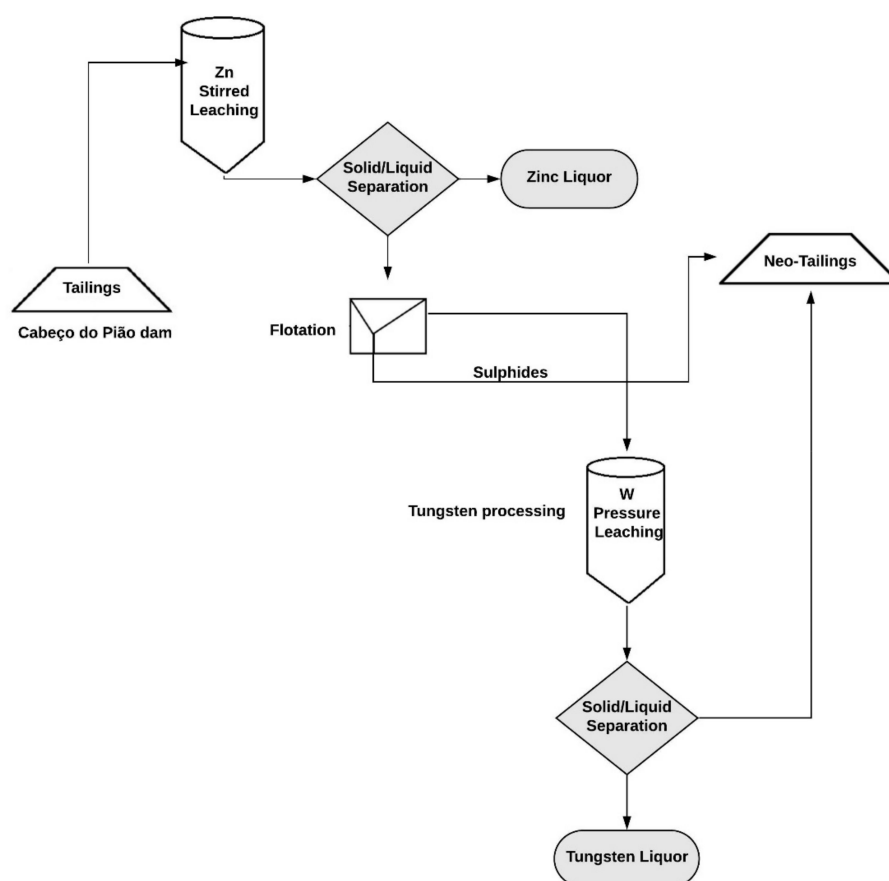 Zn
Stirred
Leaching
Solid/Liquid
Separation
Zinc Liquor
Neo-Tailings
Tailings
Cabeço do Pião dam
Flotation
Sulphides
Tungsten processing
W
Pressure
Leaching
Solid/Liquid
Separation
Tungsten Liquor